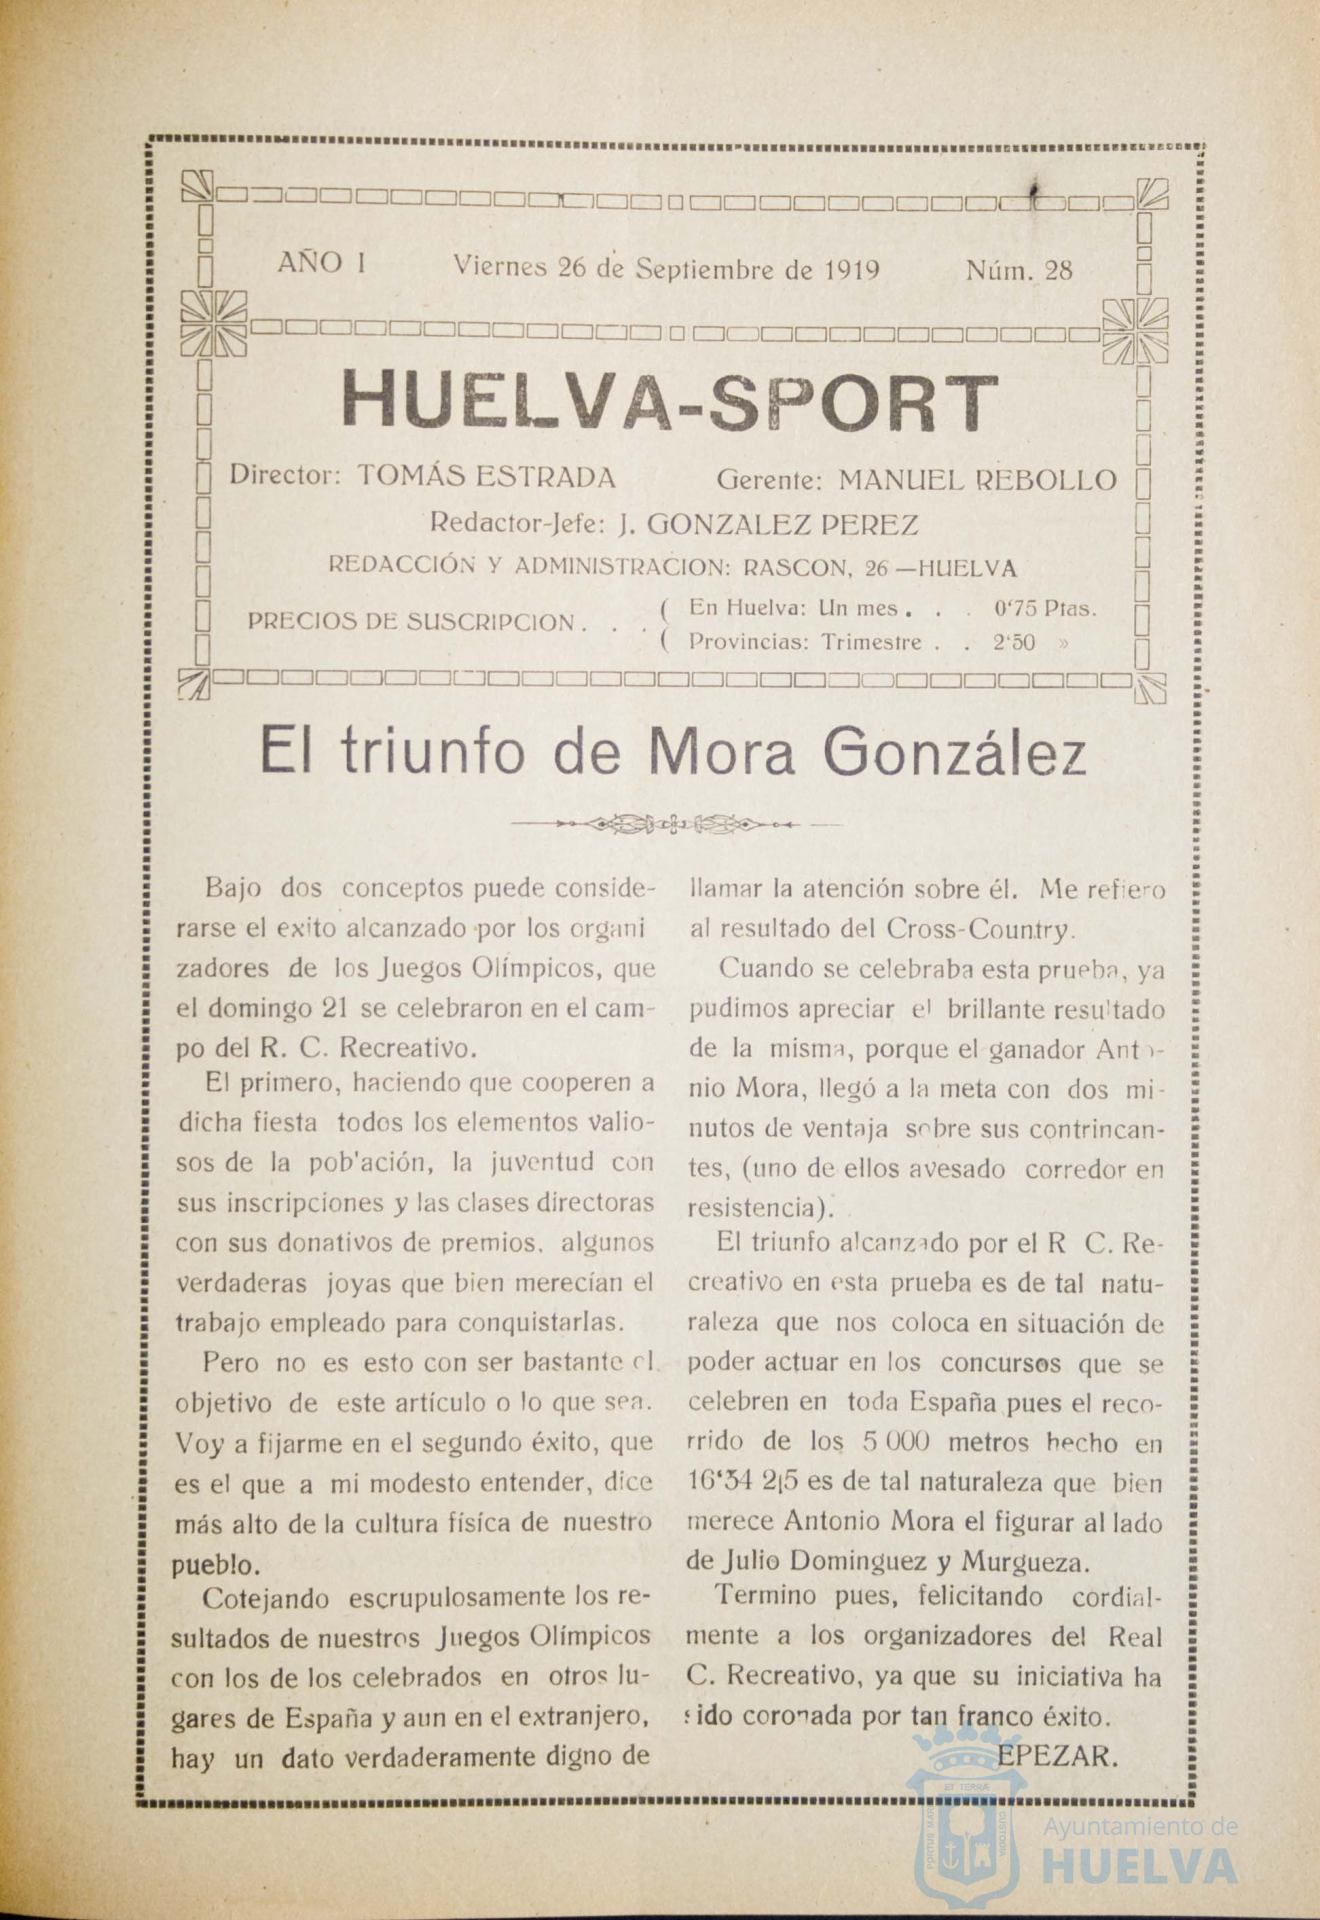 AÑO I Viernes 26 de Septiembre de 1919 Núm. 28
HUELVA-SPORT
Director: TOMÁS ESTRADA Gerente: MANUEL REBOLLO
Redactor-Jefe: J. GONZALEZ PEREZ
REDACCIÓN Y ADMINISTRACION: RASCON, 26—HUELVA
PRECIOS DE SUSCRIPCION . . . ( En Huelva: Un mes . . . 0'75 Ptas.
( Provincias: Trimestre . . 2'50 »
El triunfo de Mora González
Bajo dos conceptos puede conside-
rarse el exito alcanzado por los organi
zadores de los Juegos Olímpicos, que
el domingo 21 se celebraron en el cam-
po del R. C. Recreativo.
El primero, haciendo que cooperen a
dicha fiesta todos los elementos valio-
sos de la pob'ación, la juventud con
sus inscripciones y las clases directoras
con sus donativos de premios, algunos
verdaderas joyas que bien merecían el
trabajo empleado para conquistarlas.
Pero no es esto con ser bastante el
objetivo de este artículo o lo que sea.
Voy a fijarme en el segundo éxito, que
es el que a mi modesto entender, dice
más alto de la cultura física de nuestro
pueblo.
Cotejando escrupulosamente los re-
sultados de nuestros Juegos Olímpicos
con los de los celebrados en otros lu-
gares de España y aun en el extranjero,
hay un dato verdaderamente digno de
llamar la atención sobre él. Me refiero
al resultado del Cross-Country.
Cuando se celebraba esta prueba, ya
pudimos apreciar el brillante resultado
de la misma, porque el ganador Anto-
nio Mora, llegó a la meta con dos mi-
nutos de ventaja sobre sus contrincan-
tes, (uno de ellos avesado corredor en
resistencia).
El triunfo alcanzado por el R C. Re-
creativo en esta prueba es de tal natu-
raleza que nos coloca en situación de
poder actuar en los concursos que se
celebren en toda España pues el reco-
rrido de los 5 000 metros hecho en
16'34 2|5 es de tal naturaleza que bien
merece Antonio Mora el figurar al lado
de Julio Dominguez y Murgueza.
Termino pues, felicitando cordial-
mente a los organizadores del Real
C. Recreativo, ya que su iniciativa ha
sido coronada por tan franco éxito.
EPEZAR.
ET TERRÆ
PORTUS MARIS
CUSTODIA
Ayuntamiento de
HUELVA